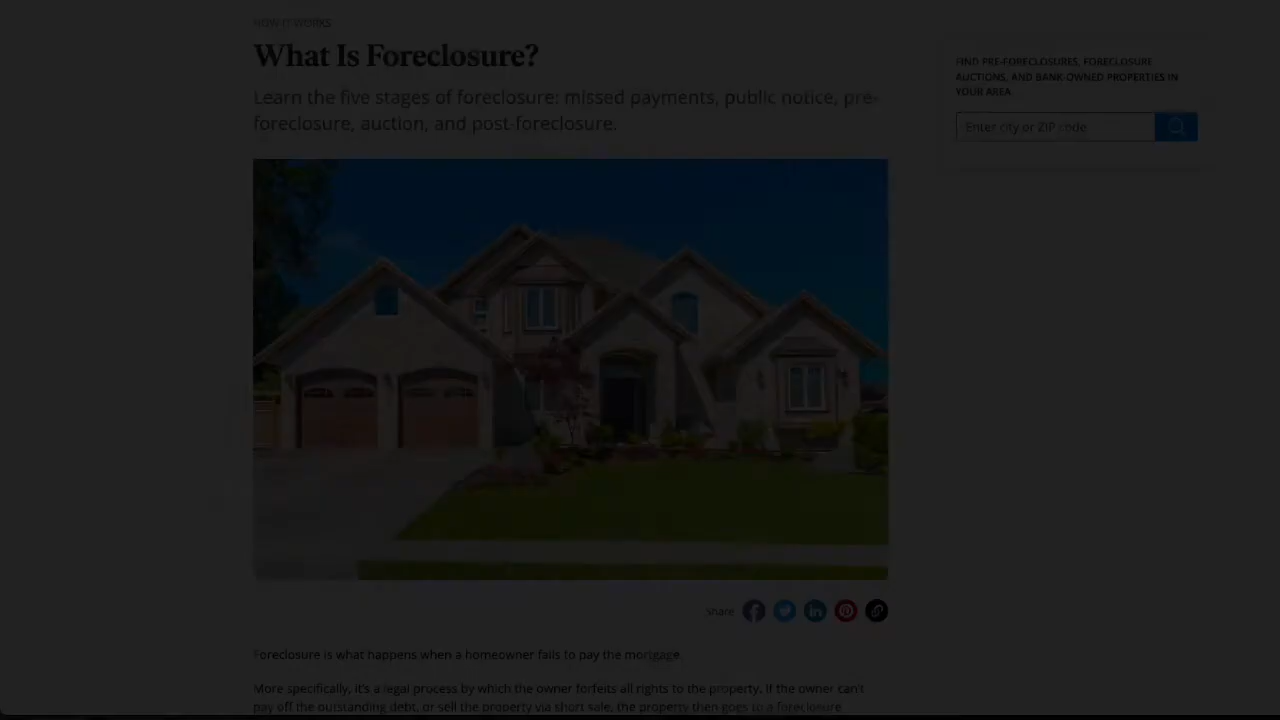 HOW IT WORKS
What Is Foreclosure?
Learn the five stages of foreclosure: missed payments, public notice, pre-
foreclosure, auction, and post-foreclosure.
FIND PRE-FORECLOSURES, FORECLOSURE
AUCTIONS, AND BANK-OWNED PROPERTIES IN
YOUR AREA
Enter city or ZIP code
Share
Foreclosure is what happens when a homeowner fails to pay the mortgage.
More specifically, it's a legal process by which the owner forfeits all rights to the property. If the owner can't
pay off the outstanding debt, or sell the property via short sale, the property then goes to a foreclosure